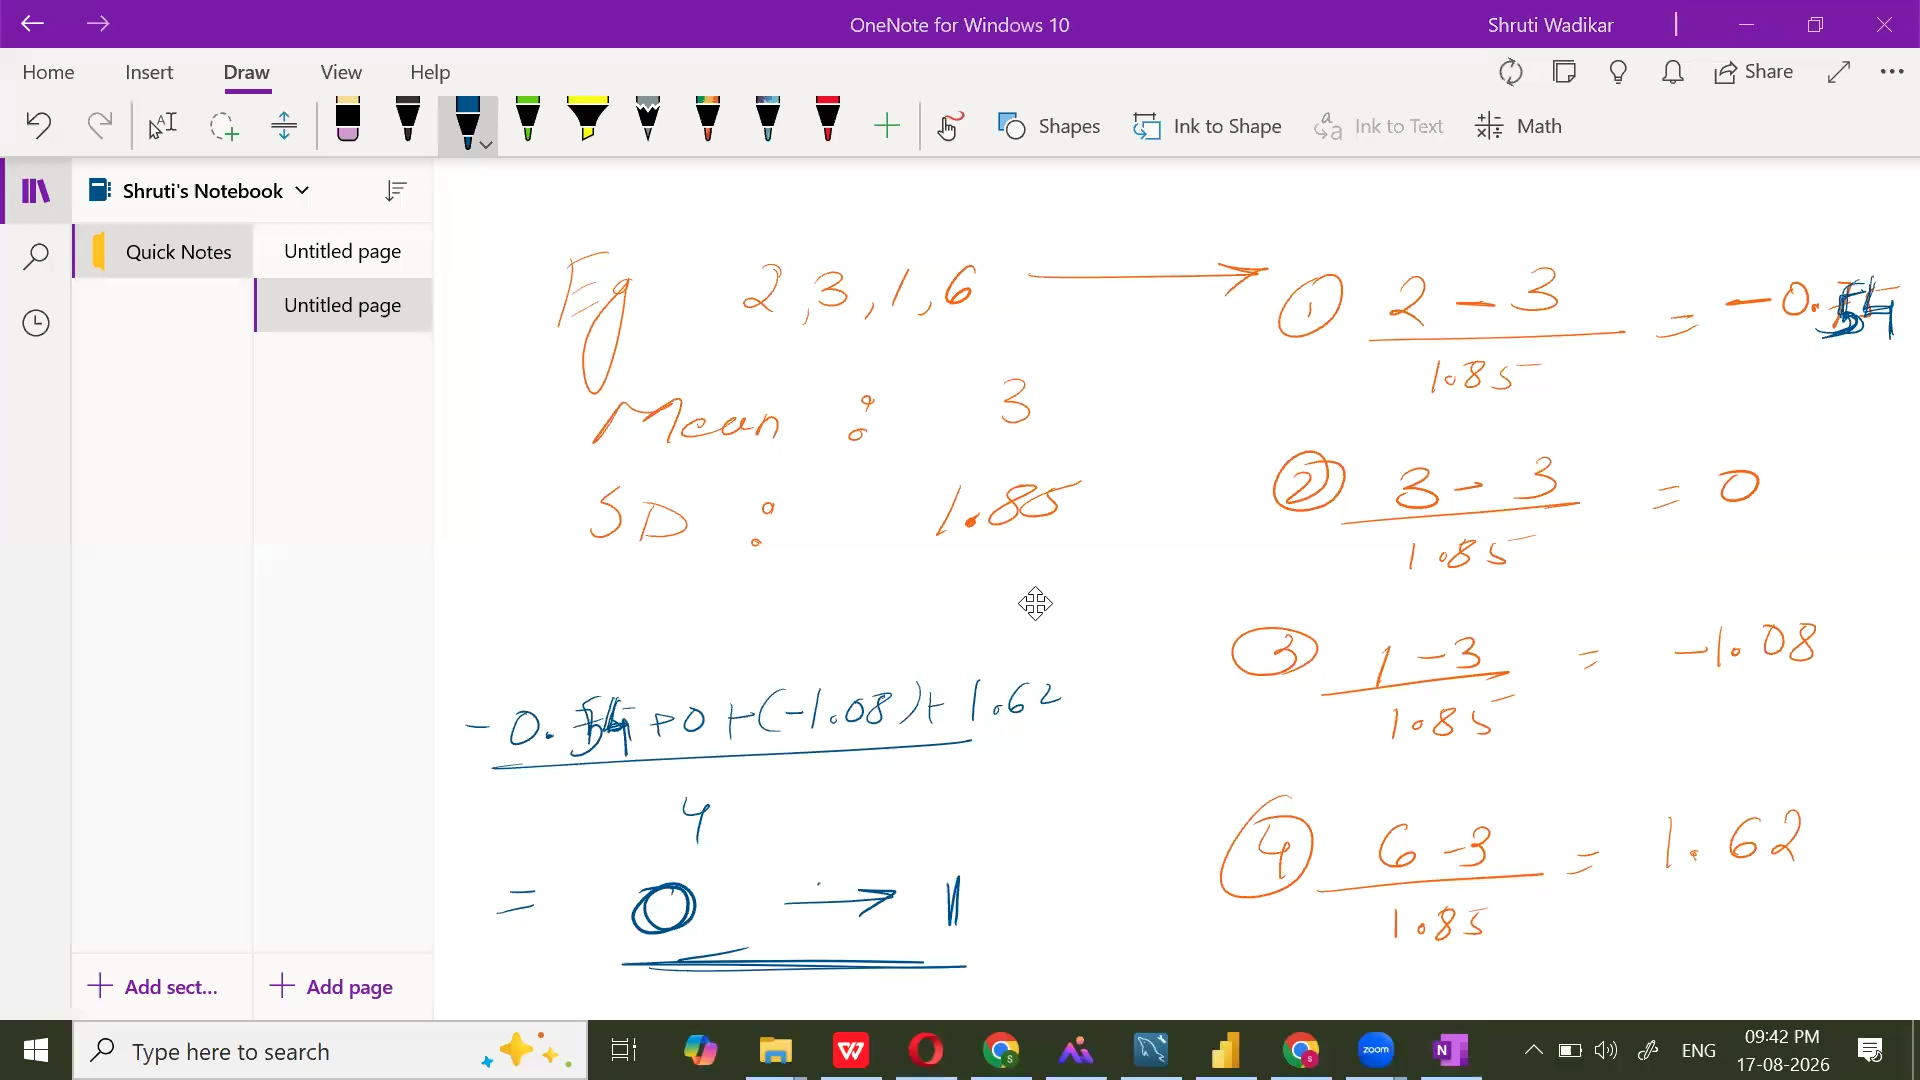 OneNote for Windows 10
Shruti Wadikar
Home Insert Draw View Help
Share
Shapes Ink to Shape Ink to Text Math
Shruti's Notebook
Quick Notes
Untitled page
Untitled page
Eg 2, 3, 1, 6
Mean : 3
SD : 1.85
① 2 - 3 = - 0.54
1.85
② 3 - 3 = 0
1.85
③ 1 - 3 = -1.08
1.85
④ 6 - 3 = 1.62
1.85
- 0.54 + 0 + (-1.08) + 1.62
4
= 0 → 1
Add sect...
Add page
Type here to search
zoom
ENG
09:42 PM
17-08-2026